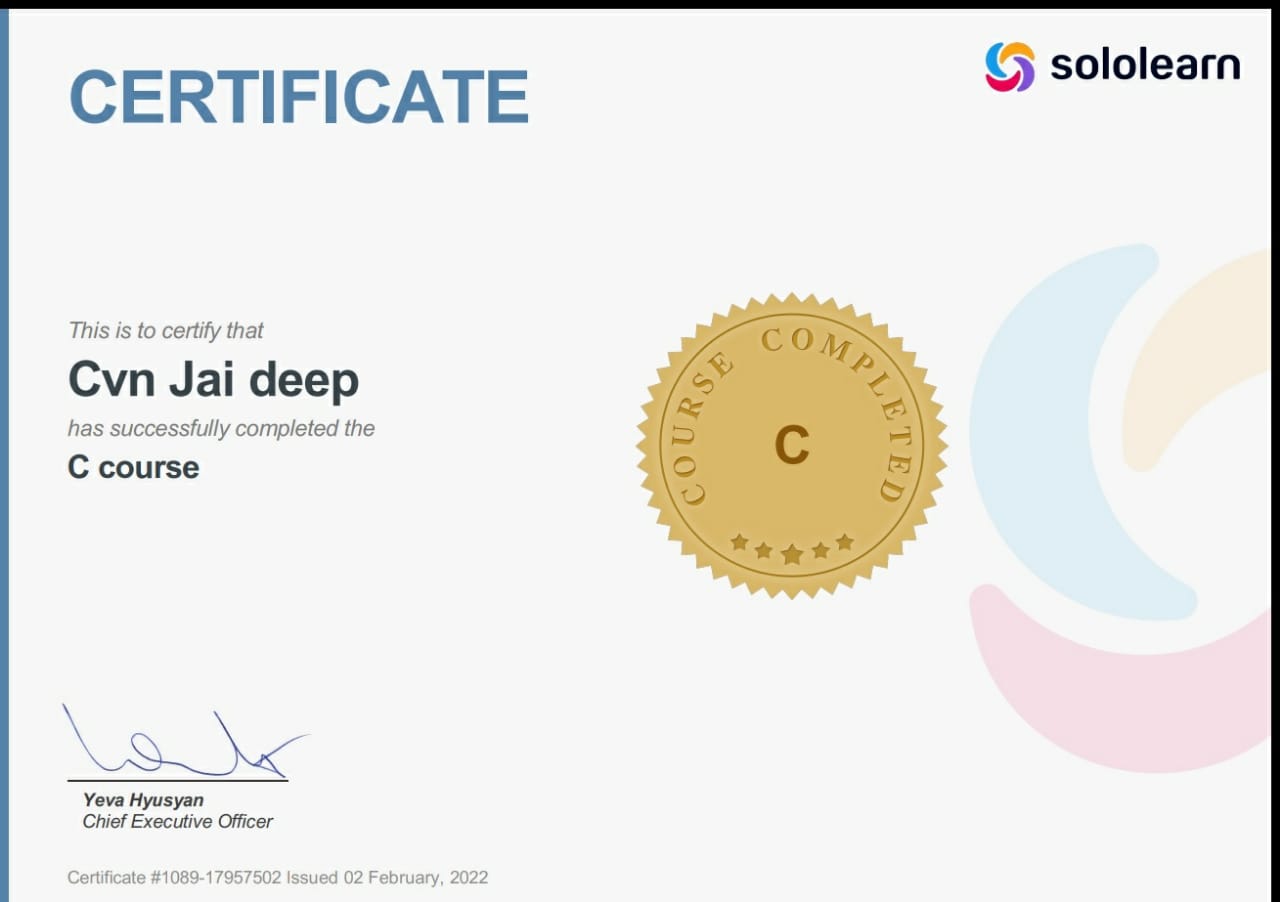 CERTIFICATE
sololearn
This is to certify that
Cvn Jai deep
has successfully completed the
C course
COURSE COMPLETED
C
Yeva Hyusyan
Chief Executive Officer
Certificate #1089-17957502 Issued 02 February, 2022